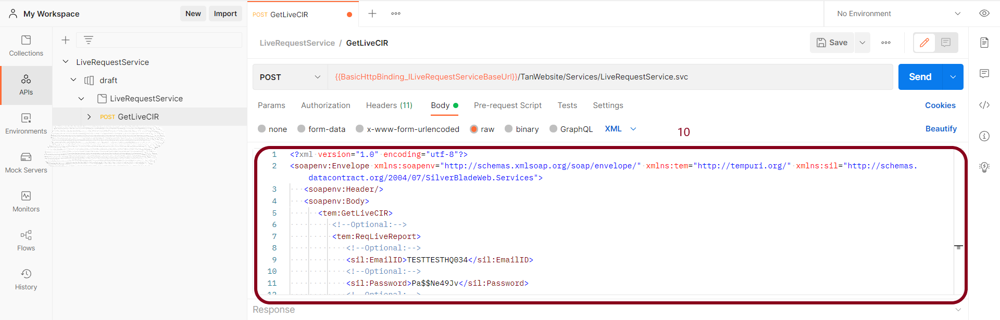 My Workspace
New
Import
POST GetLiveCIR
No Environment
Collections
APIs
Environments
Mock Servers
Monitors
Flows
History
LiveRequestService
draft
LiveRequestService
POST GetLiveCIR
LiveRequestService / GetLiveCIR
Save
POST
{{BasicHttpBinding_ILiveRequestServiceBaseUrl}}/TanWebsite/Services/LiveRequestService.svc
Send
Params Authorization Headers (11) Body Pre-request Script Tests Settings
Cookies
none form-data x-www-form-urlencoded raw binary GraphQL XML
10
Beautify
1 <?xml version="1.0" encoding="utf-8"?>
2 <soapenv:Envelope xmlns:soapenv="http://schemas.xmlsoap.org/soap/envelope/" xmlns:tem="http://tempuri.org/" xmlns:sil="http://schemas.
datacontract.org/2004/07/SilverBladeWeb.Services">
3 <soapenv:Header/>
4 <soapenv:Body>
5 <tem:GetLiveCIR>
6 <!--Optional:-->
7 <tem:ReqLiveReport>
8 <!--Optional:-->
9 <sil:EmailID>TESTTESTHQ034</sil:EmailID>
10 <!--Optional:-->
11 <sil:Password>Pa$$Ne49Jv</sil:Password>
12 <!--Optional:-->
Response